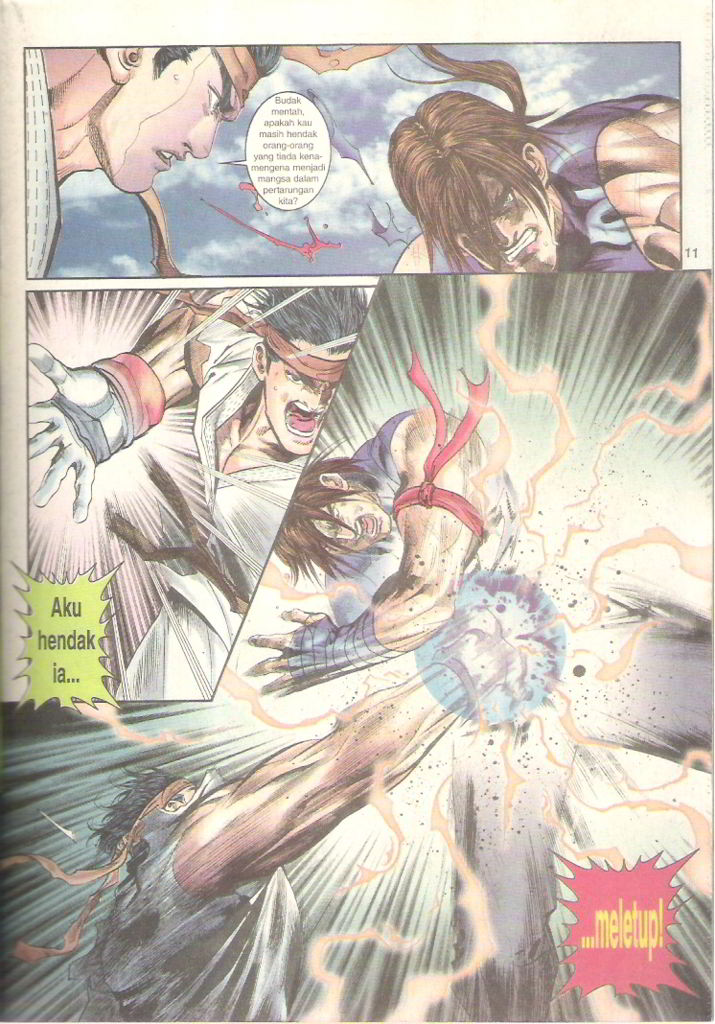 Budak
mentah,
apakah kau
masih hendak
orang-orang
yang tiada kena-
mengena menjadi
mangsa dalam
pertarungan
kita?
11
Aku
hendak
ia...
...meletup!